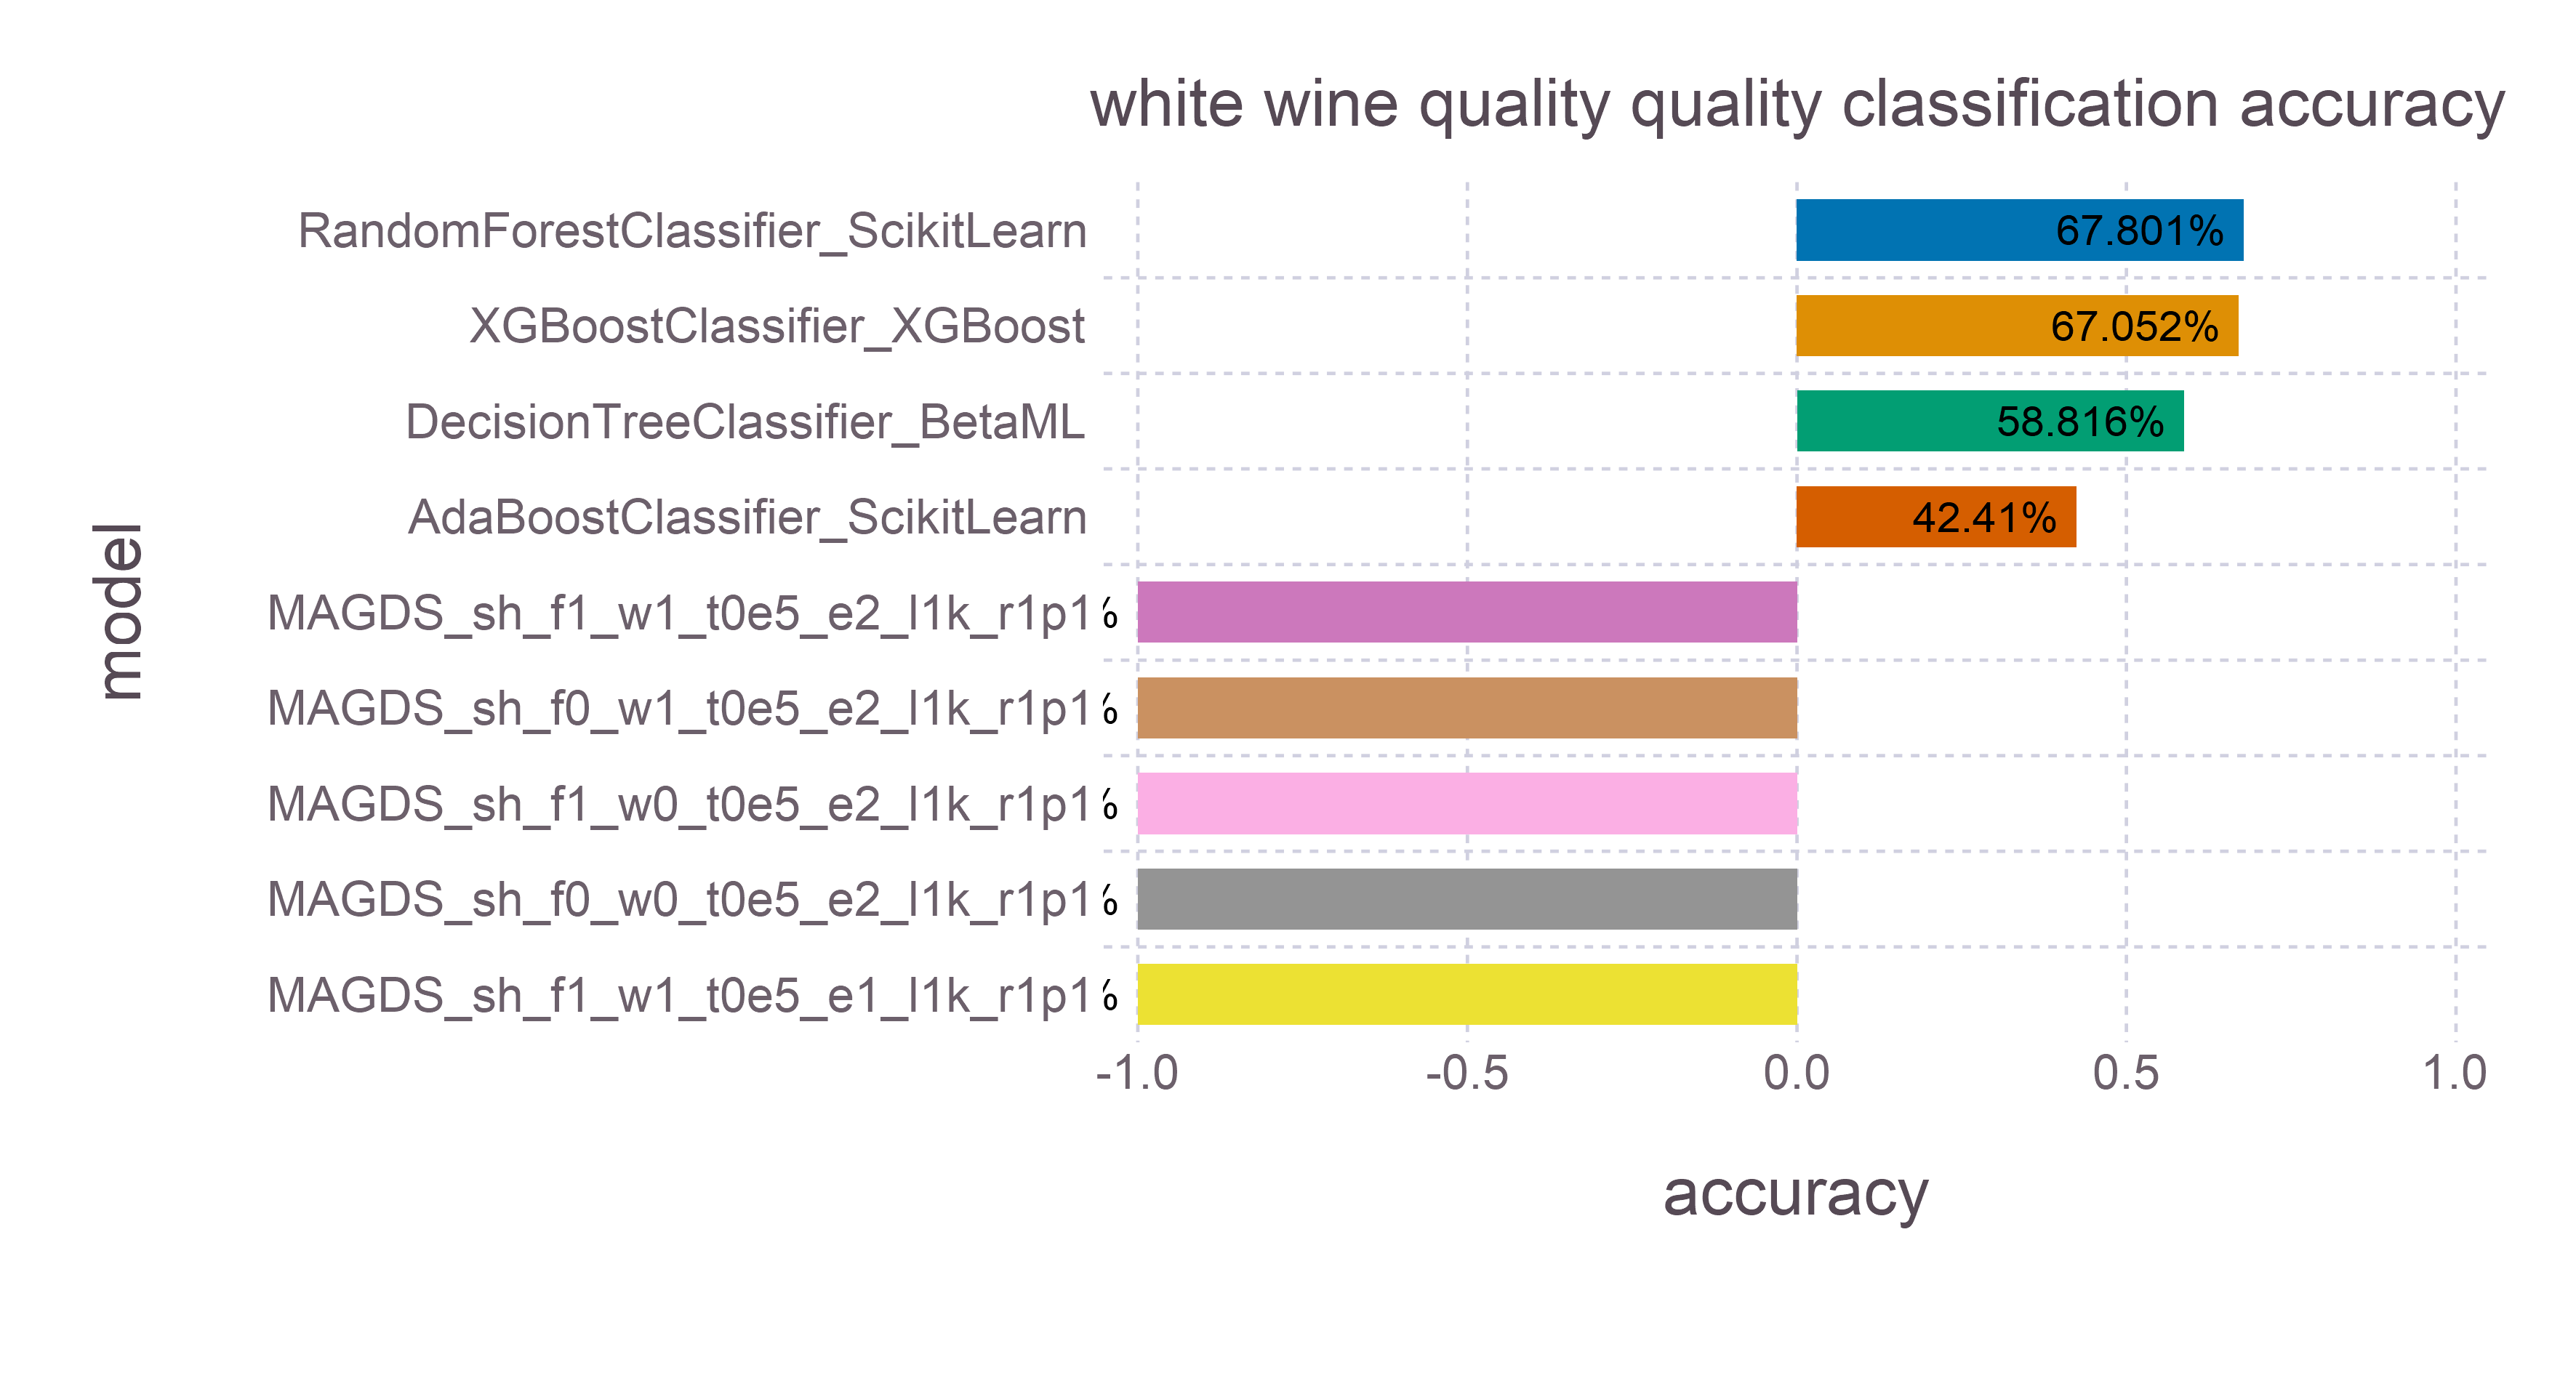 white wine quality quality classification accuracy
RandomForestClassifier_ScikitLearn 67.801%
XGBoostClassifier_XGBoost 67.052%
DecisionTreeClassifier_BetaML 58.816%
AdaBoostClassifier_ScikitLearn 42.41%
MAGDS_sh_f1_w1_t0e5_e2_l1k_r1p1 %
MAGDS_sh_f0_w1_t0e5_e2_l1k_r1p1 %
MAGDS_sh_f1_w0_t0e5_e2_l1k_r1p1 %
MAGDS_sh_f0_w0_t0e5_e2_l1k_r1p1 %
MAGDS_sh_f1_w1_t0e5_e1_l1k_r1p1 %
model
-1.0 -0.5 0.0 0.5 1.0
accuracy